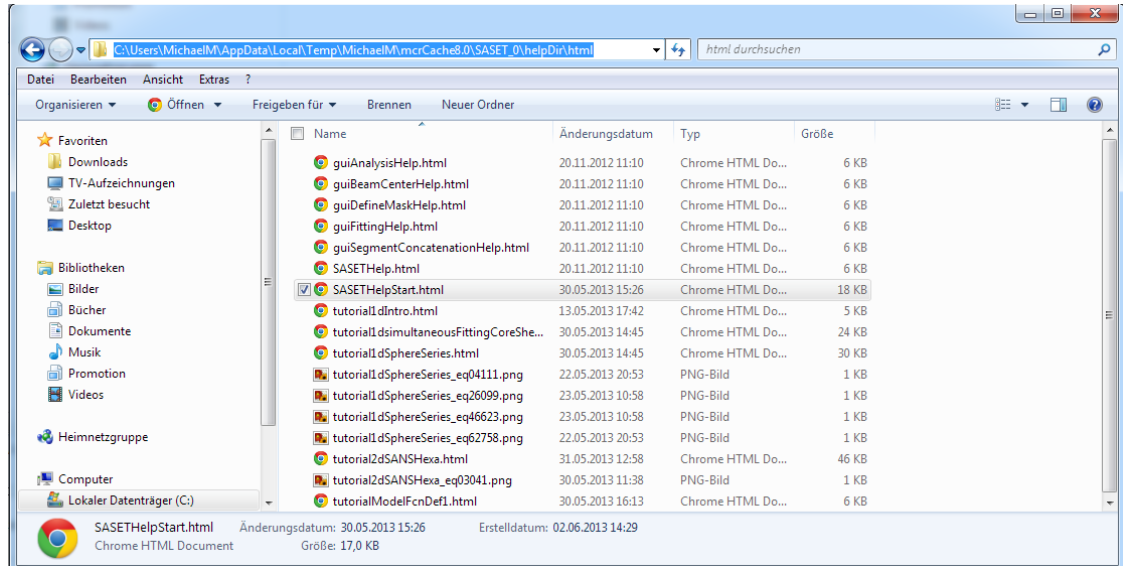 C:\Users\MichaelM\AppData\Local\Temp\MichaelM\mcrCache8.0\SASET_0\helpDir\html
html durchsuchen
Datei Bearbeiten Ansicht Extras ?
Organisieren Öffnen Freigeben für Brennen Neuer Ordner
Favoriten
Downloads
TV-Aufzeichnungen
Zuletzt besucht
Desktop
Bibliotheken
Bilder
Bücher
Dokumente
Musik
Promotion
Videos
Heimnetzgruppe
Computer
Lokaler Datenträger (C:)
Name Änderungsdatum Typ Größe
guiAnalysisHelp.html 20.11.2012 11:10 Chrome HTML Do... 6 KB
guiBeamCenterHelp.html 20.11.2012 11:10 Chrome HTML Do... 6 KB
guiDefineMaskHelp.html 20.11.2012 11:10 Chrome HTML Do... 6 KB
guiFittingHelp.html 20.11.2012 11:10 Chrome HTML Do... 6 KB
guiSegmentConcatenationHelp.html 20.11.2012 11:10 Chrome HTML Do... 6 KB
SASETHelp.html 20.11.2012 11:10 Chrome HTML Do... 6 KB
SASETHelpStart.html 30.05.2013 15:26 Chrome HTML Do... 18 KB
tutorial1dIntro.html 13.05.2013 17:42 Chrome HTML Do... 5 KB
tutorial1dsimultaneousFittingCoreShe... 30.05.2013 14:45 Chrome HTML Do... 24 KB
tutorial1dSphereSeries.html 30.05.2013 14:45 Chrome HTML Do... 30 KB
tutorial1dSphereSeries_eq04111.png 22.05.2013 20:53 PNG-Bild 1 KB
tutorial1dSphereSeries_eq26099.png 23.05.2013 10:58 PNG-Bild 1 KB
tutorial1dSphereSeries_eq46623.png 23.05.2013 10:58 PNG-Bild 1 KB
tutorial1dSphereSeries_eq62758.png 22.05.2013 20:53 PNG-Bild 1 KB
tutorial2dSANSHexa.html 31.05.2013 12:58 Chrome HTML Do... 46 KB
tutorial2dSANSHexa_eq03041.png 30.05.2013 11:38 PNG-Bild 1 KB
tutorialModelFcnDef1.html 30.05.2013 16:13 Chrome HTML Do... 6 KB
SASETHelpStart.html Änderungsdatum: 30.05.2013 15:26 Erstelldatum: 02.06.2013 14:29
Chrome HTML Document Größe: 17,0 KB